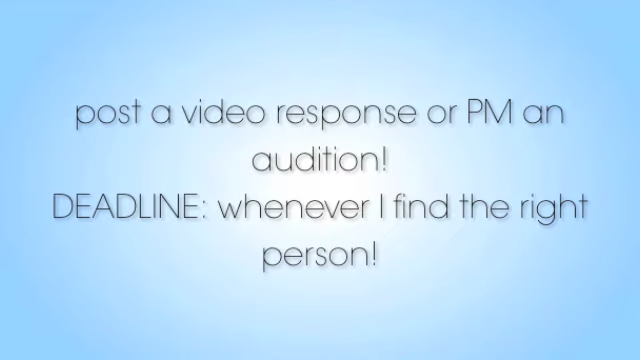 post a video response or PM an
audition!
DEADLINE: whenever I find the right
person!